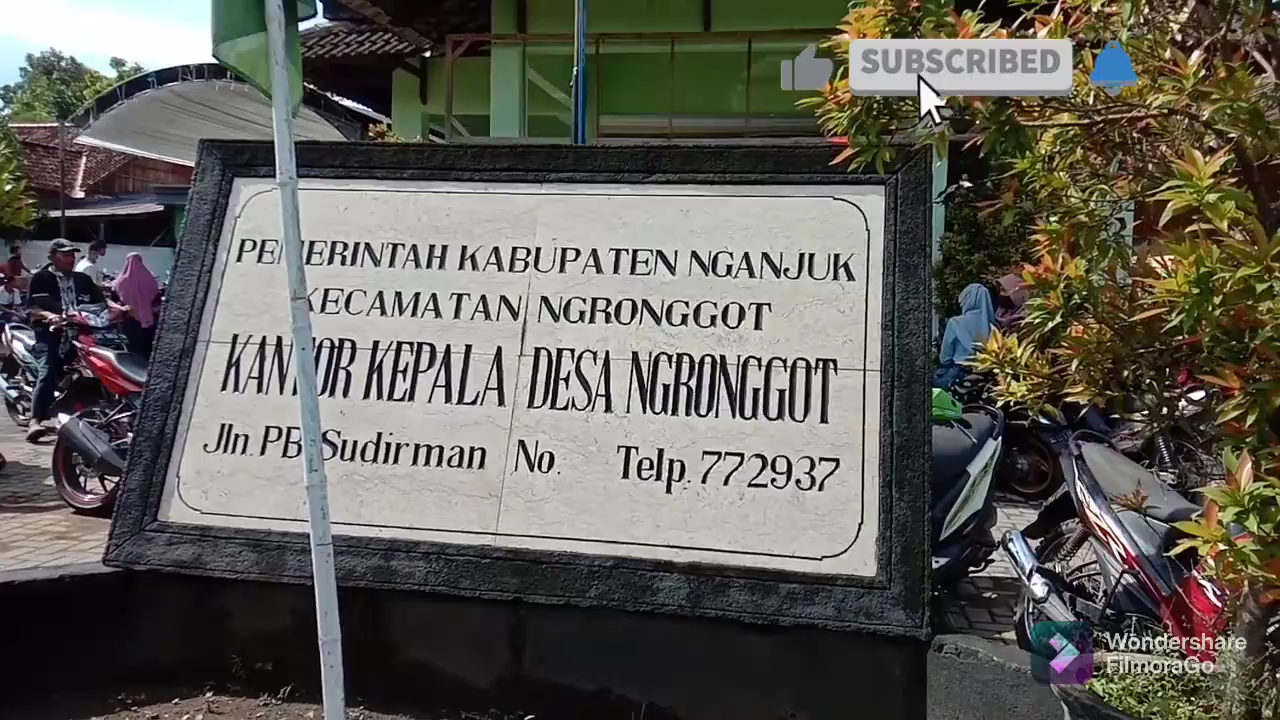 SUBSCRIBED
PEMERINTAH KABUPATEN NGANJUK
KECAMATAN NGRONGGOT
KANTOR KEPALA DESA NGRONGGOT
Jln. PB. Sudirman No. Telp. 772937
Wondershare
FilmoraGo